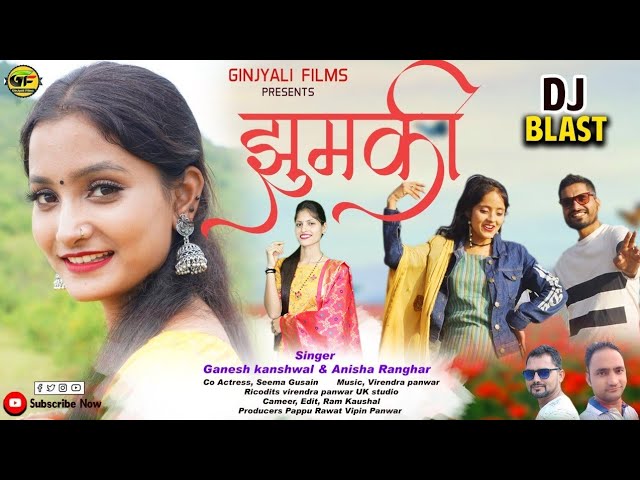 GF
GINJYALI FILMS
PRESENTS
झुमकी
DJ
BLAST
Singer
Ganesh kanshwal & Anisha Ranghar
Co Actress, Seema Gusain Music, Virendra panwar
Ricodits virendra panwar UK studio
Cameer, Edit, Ram Kaushal
Producers Pappu Rawat Vipin Panwar
Subscribe Now